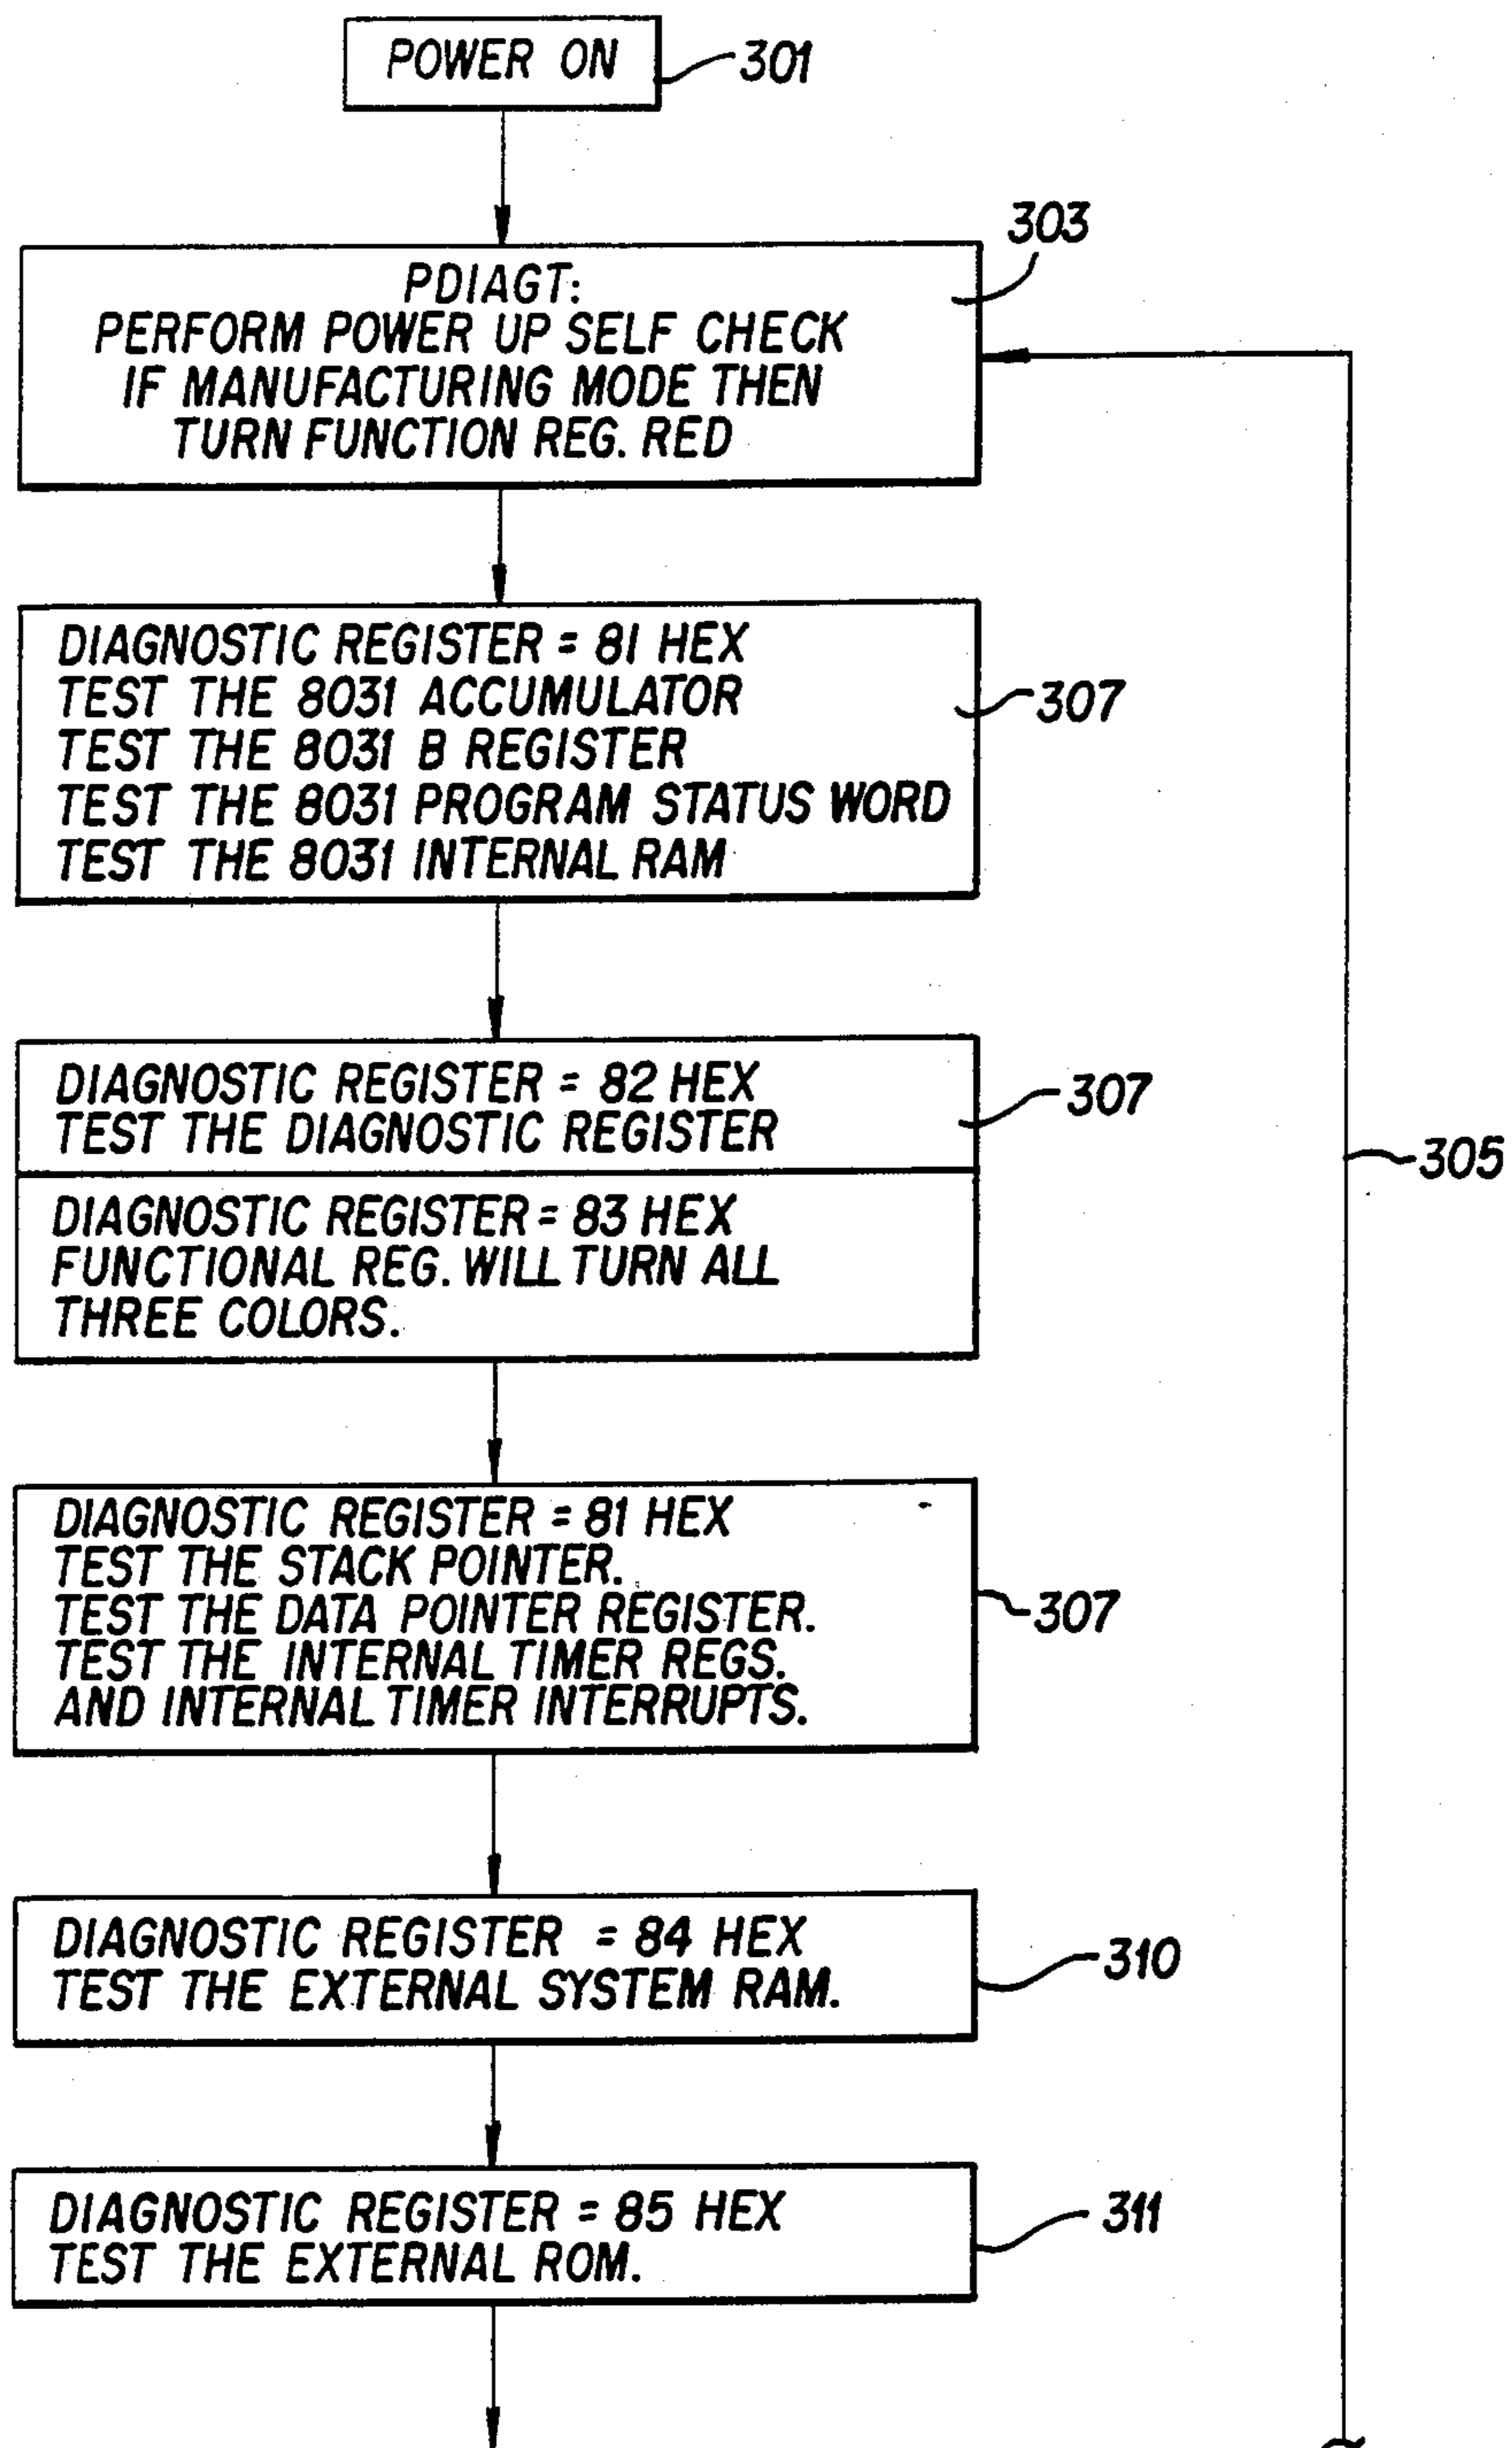 POWER ON
301
303
PDIAGT:
PERFORM POWER UP SELF CHECK
IF MANUFACTURING MODE THEN
TURN FUNCTION REG. RED
DIAGNOSTIC REGISTER = 81 HEX
TEST THE 8031 ACCUMULATOR
TEST THE 8031 B REGISTER
TEST THE 8031 PROGRAM STATUS WORD
TEST THE 8031 INTERNAL RAM
307
DIAGNOSTIC REGISTER = 82 HEX
TEST THE DIAGNOSTIC REGISTER
307
305
DIAGNOSTIC REGISTER = 83 HEX
FUNCTIONAL REG. WILL TURN ALL
THREE COLORS.
DIAGNOSTIC REGISTER = 81 HEX
TEST THE STACK POINTER.
TEST THE DATA POINTER REGISTER.
TEST THE INTERNAL TIMER REGS.
AND INTERNAL TIMER INTERRUPTS.
307
DIAGNOSTIC REGISTER = 84 HEX
TEST THE EXTERNAL SYSTEM RAM.
310
DIAGNOSTIC REGISTER = 85 HEX
TEST THE EXTERNAL ROM.
311